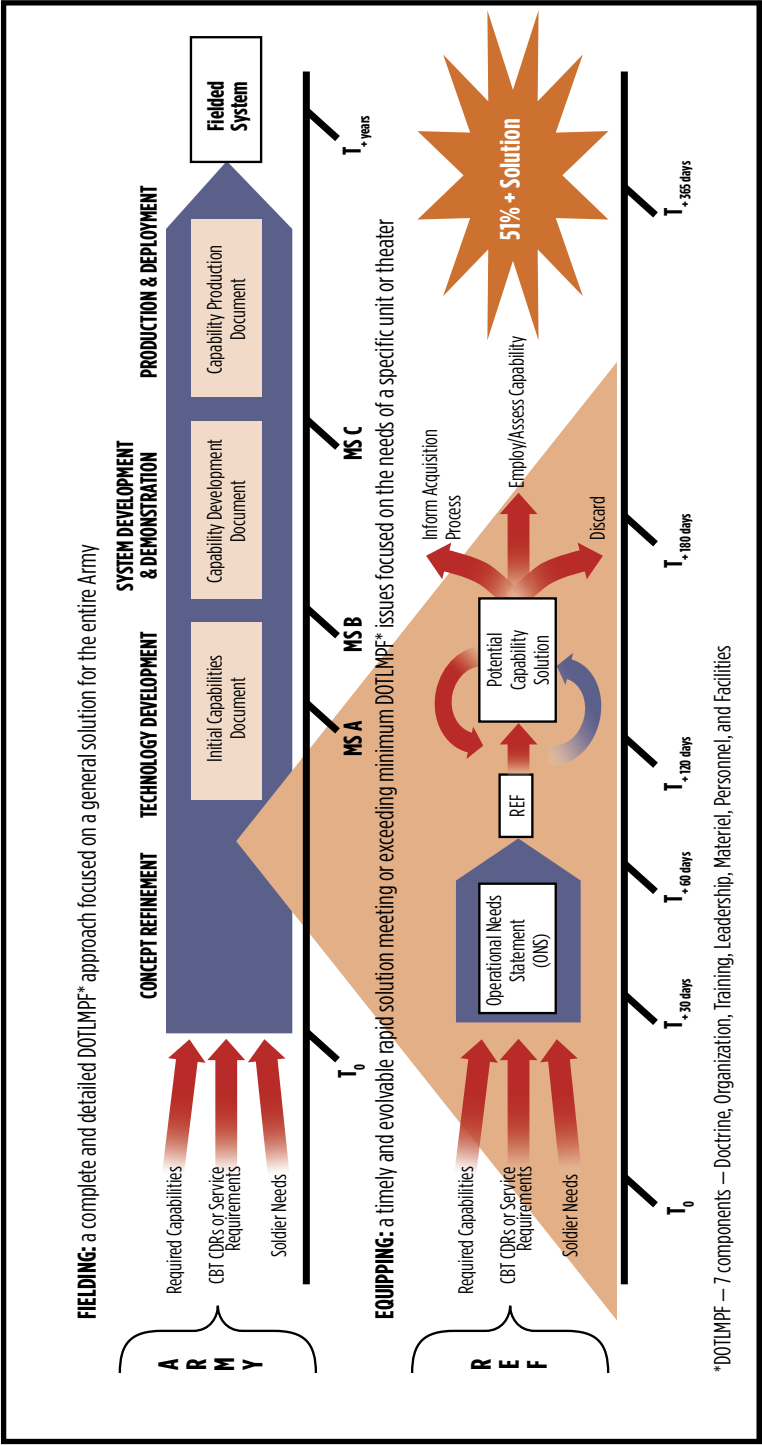 FIELDING: a complete and detailed DOTLMPF* approach focused on a general solution for the entire Army
ARMY
Required Capabilities
CBT CDRs or Service
Requirements
Soldier Needs
CONCEPT REFINEMENT
TECHNOLOGY DEVELOPMENT
SYSTEM DEVELOPMENT
& DEMONSTRATION
PRODUCTION & DEPLOYMENT
Initial Capabilities
Document
Capability Development
Document
Capability Production
Document
Fielded
System
T0
MS A
MS B
MS C
T+ years
EQUIPPING: a timely and evolvable rapid solution meeting or exceeding minimum DOTLMPF* issues focused on the needs of a specific unit or theater
REF
Required Capabilities
CBT CDRs or Service
Requirements
Soldier Needs
Operational Needs
Statement
(ONS)
REF
Potential
Capability
Solution
Inform Acquisition
Process
Employ/Assess Capability
Discard
51% + Solution
T0
T+ 30 days
T+ 60 days
T+120 days
T+180 days
T+ 365 days
*DOTLMPF — 7 components — Doctrine, Organization, Training, Leadership, Materiel, Personnel, and Facilities